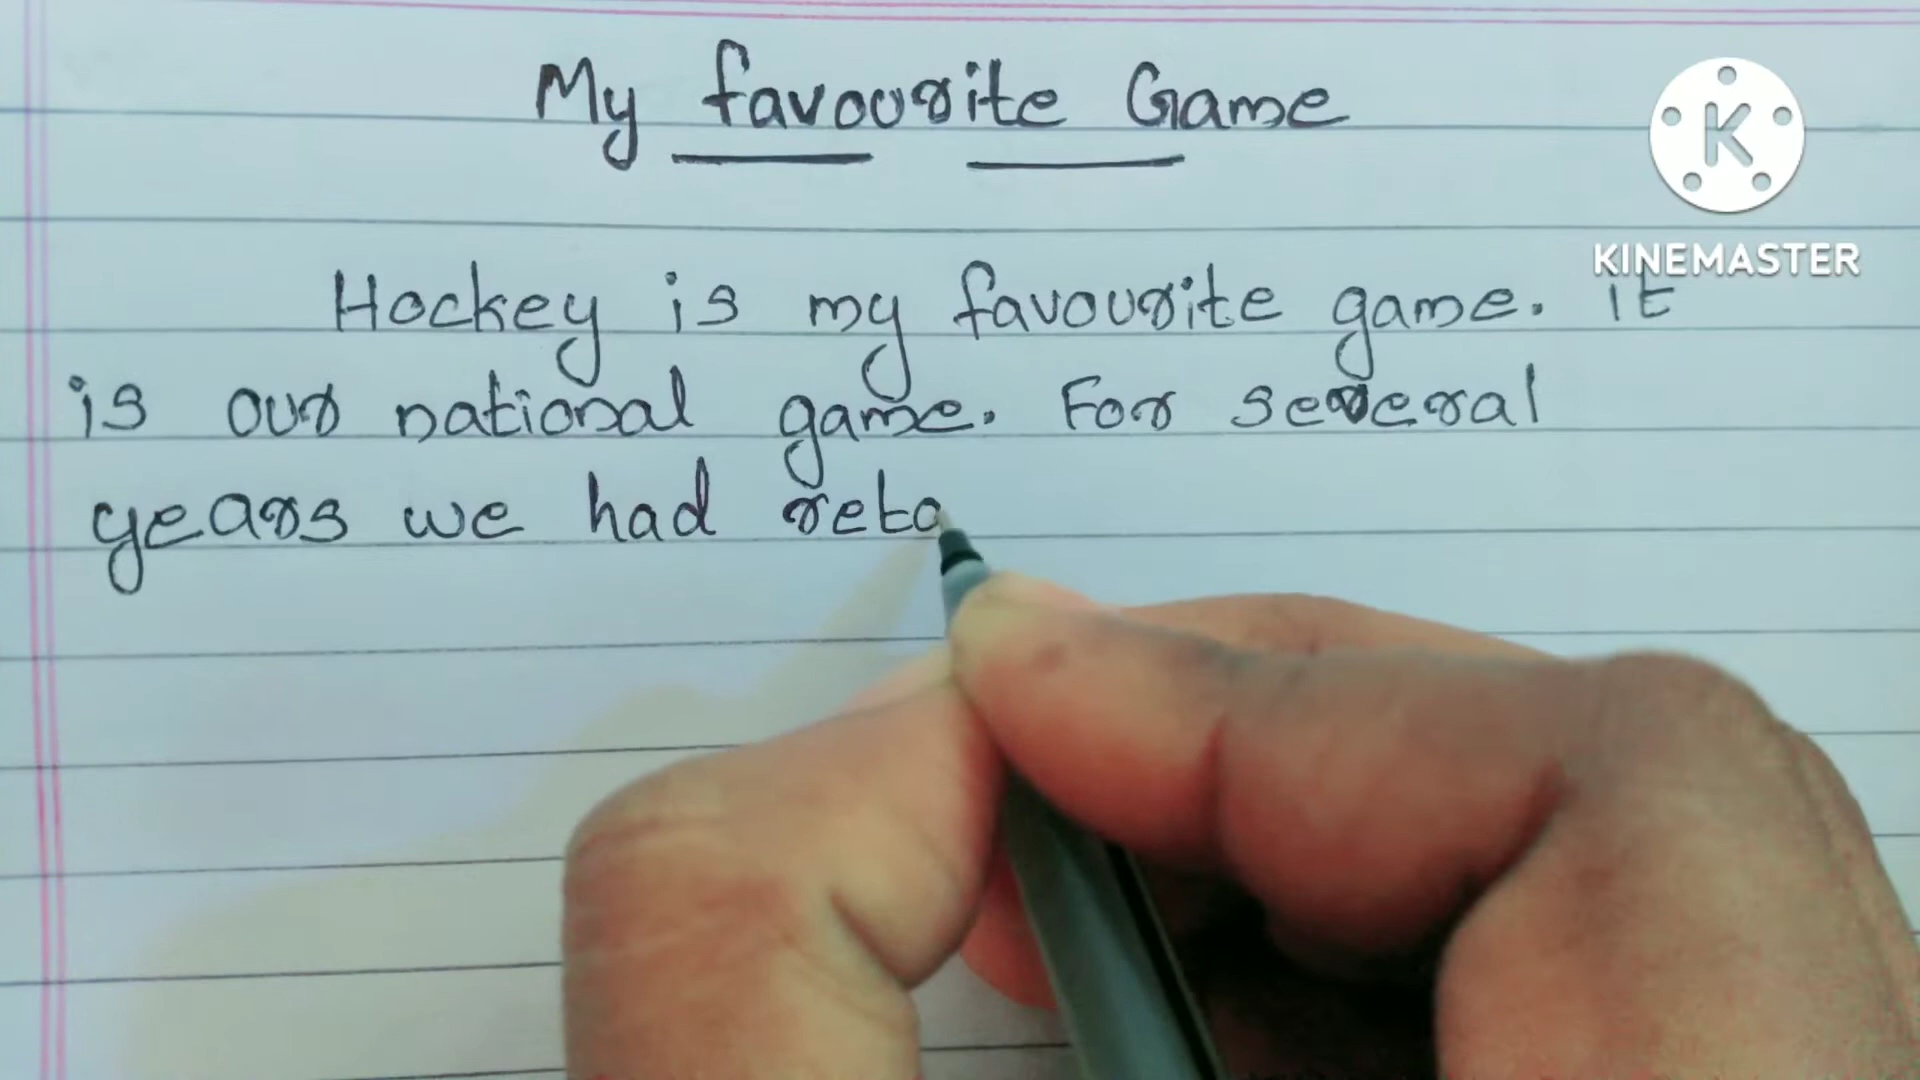 My favourite Game
KINEMASTER
Hockey is my favourite game. it
is our national game. For several
years we had reta